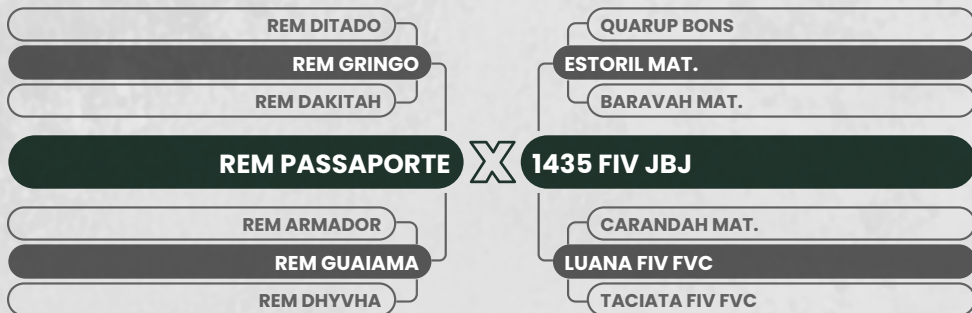 REM DITADO
REM GRINGO
REM DAKITAH
REM PASSAPORTE
REM ARMADOR
REM GUAIAMA
REM DHYVHA
X
QUARUP BONS
ESTORIL MAT.
BARAVAH MAT.
1435 FIV JBJ
CARANDAH MAT.
LUANA FIV FVC
TACIATA FIV FVC